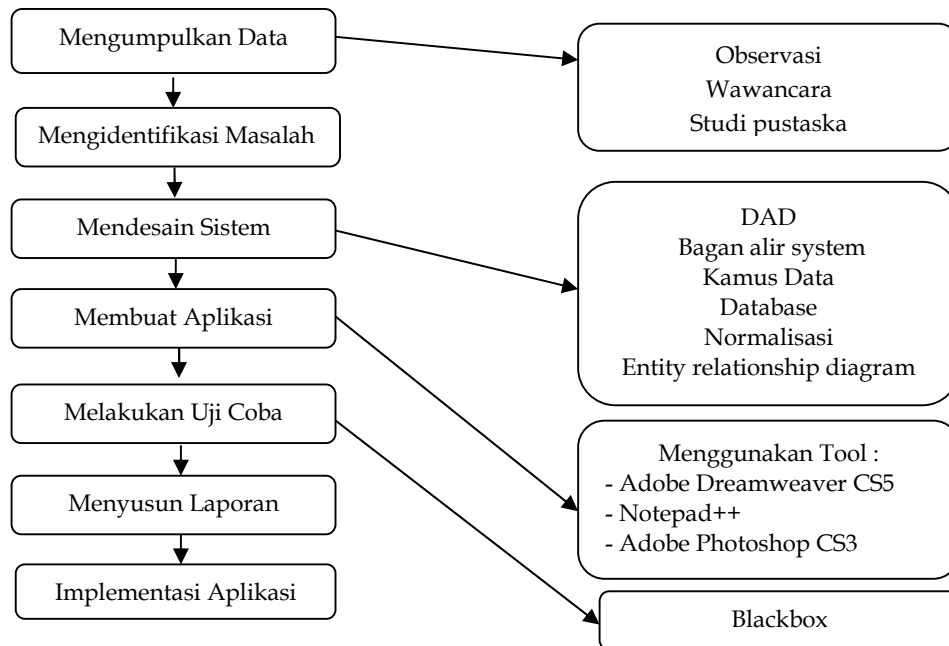 Mengumpulkan Data
Observasi
Wawancara
Studi pustaska
Mengidentifikasi Masalah
Mendesain Sistem
DAD
Bagan alir system
Kamus Data
Database
Normalisasi
Entity relationship diagram
Membuat Aplikasi
Menggunakan Tool :
- Adobe Dreamweaver CS5
- Notepad++
- Adobe Photoshop CS3
Melakukan Uji Coba
Blackbox
Menyusun Laporan
Implementasi Aplikasi